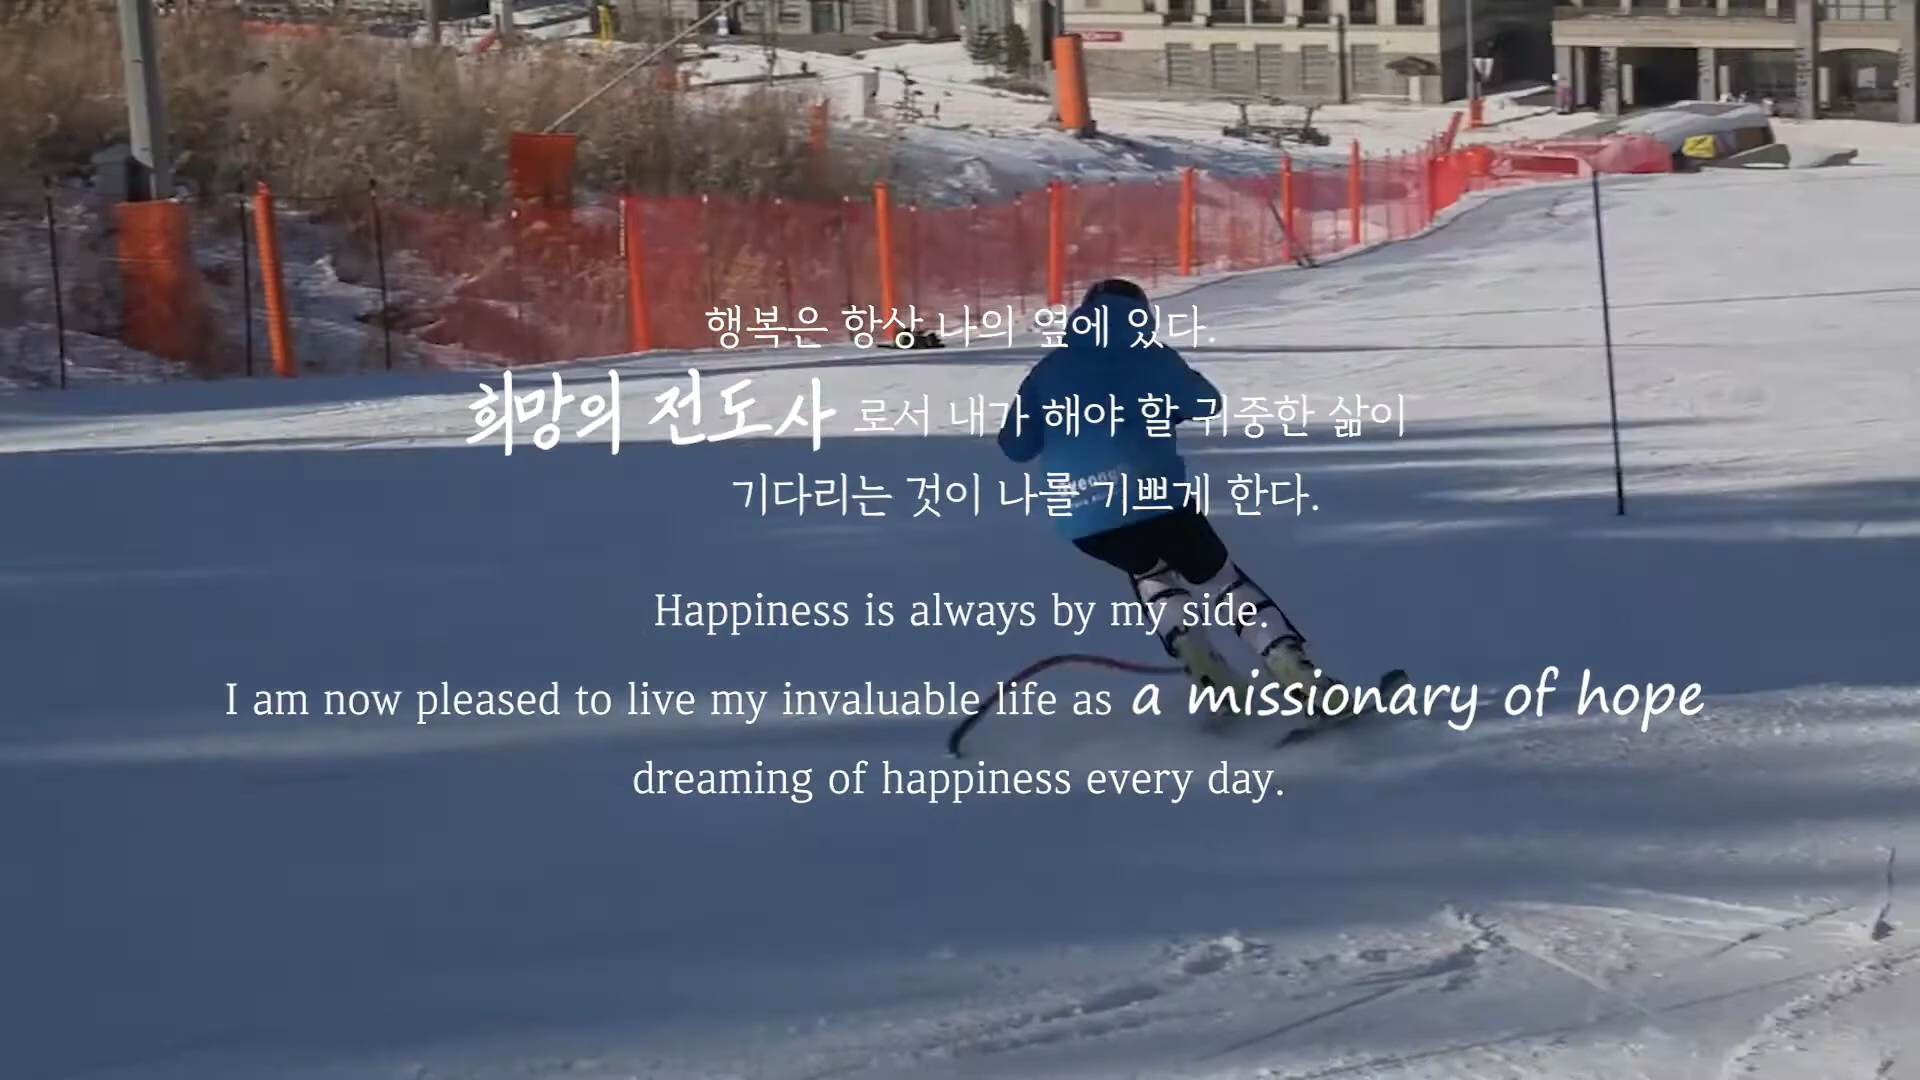 행복은 항상 나의 옆에 있다.
희망의 전도사 로서 내가 해야 할 귀중한 삶이
기다리는 것이 나를 기쁘게 한다.
Happiness is always by my side.
I am now pleased to live my invaluable life as a missionary of hope
dreaming of happiness every day.